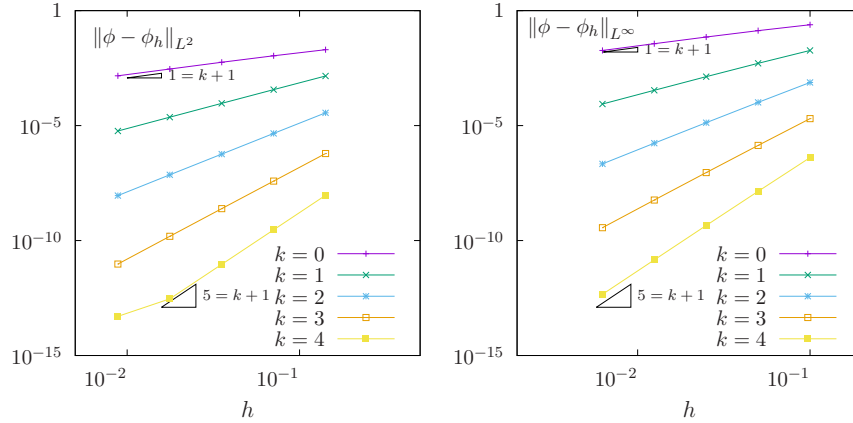 ‖ϕ − ϕ_h‖_{L^2}
1
10^{−5}
10^{−10}
10^{−15}
10^{−2}
10^{−1}
h
1 = k + 1
5 = k + 1
k = 0
k = 1
k = 2
k = 3
k = 4
‖ϕ − ϕ_h‖_{L^∞}
1
10^{−5}
10^{−10}
10^{−15}
10^{−2}
10^{−1}
h
1 = k + 1
5 = k + 1
k = 0
k = 1
k = 2
k = 3
k = 4